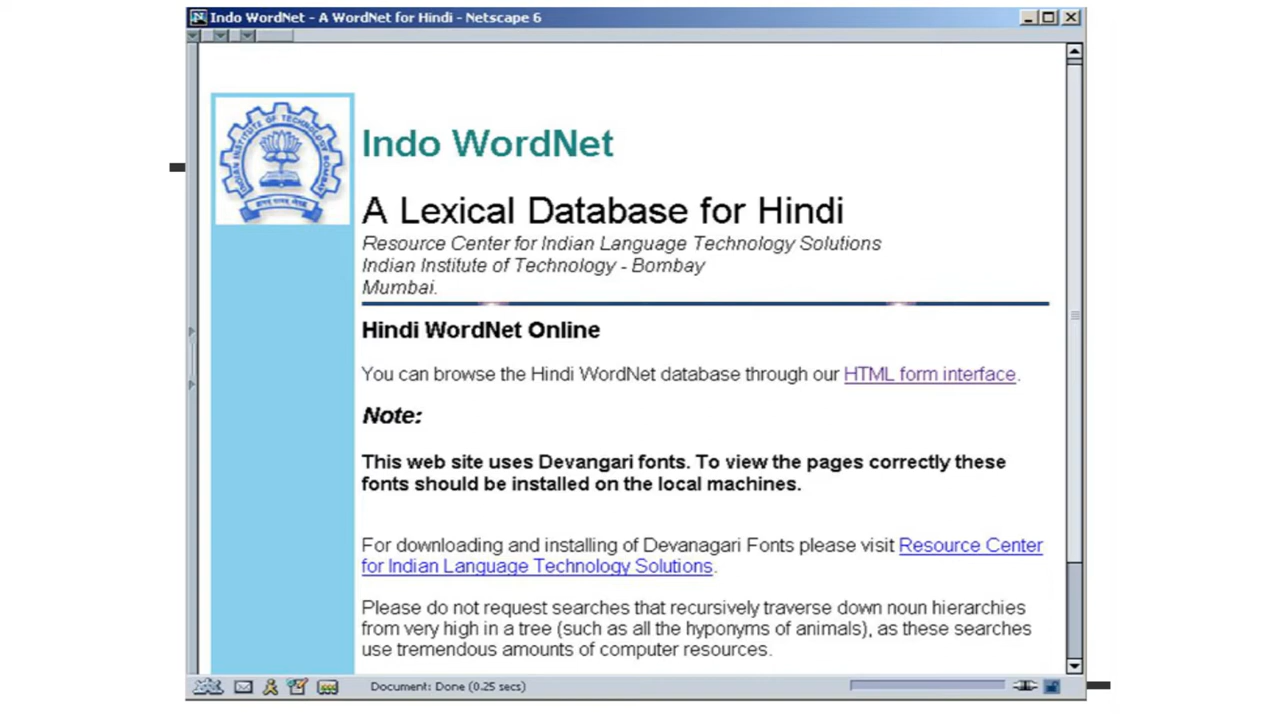 Indo WordNet - A WordNet for Hindi - Netscape 6
INDIAN INSTITUTE OF TECHNOLOGY BOMBAY
Indo WordNet
A Lexical Database for Hindi
Resource Center for Indian Language Technology Solutions
Indian Institute of Technology - Bombay
Mumbai.
Hindi WordNet Online
You can browse the Hindi WordNet database through our HTML form interface.
Note:
This web site uses Devangari fonts. To view the pages correctly these
fonts should be installed on the local machines.
For downloading and installing of Devanagari Fonts please visit Resource Center
for Indian Language Technology Solutions.
Please do not request searches that recursively traverse down noun hierarchies
from very high in a tree (such as all the hyponyms of animals), as these searches
use tremendous amounts of computer resources.
Document: Done (0.25 secs)